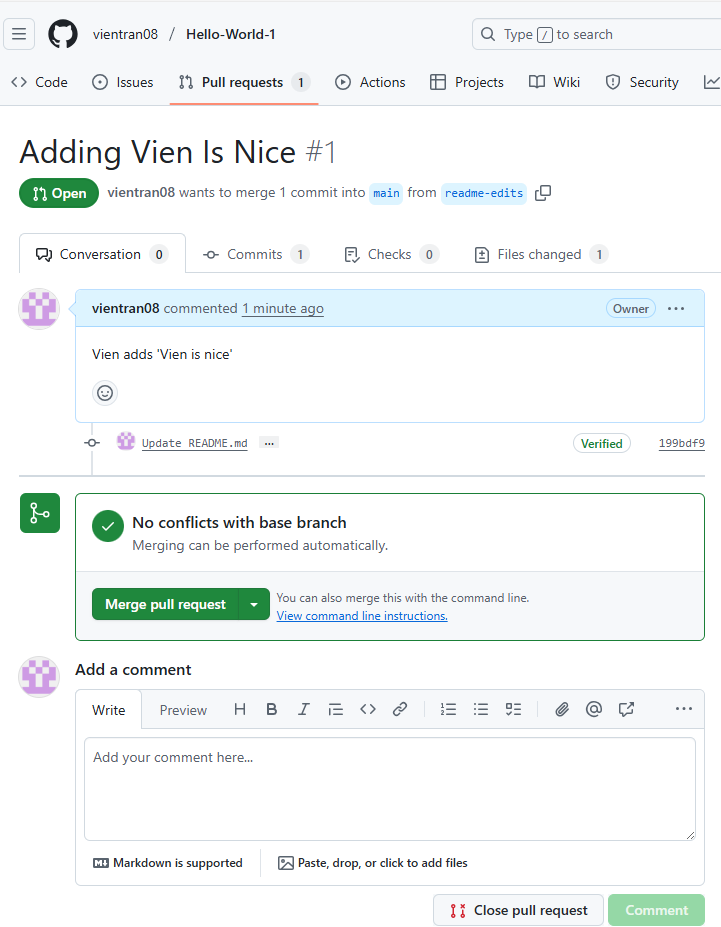 vientran08 / Hello-World-1
Type / to search
Code Issues Pull requests 1 Actions Projects Wiki Security
Adding Vien Is Nice #1
Open vientran08 wants to merge 1 commit into main from readme-edits
Conversation 0 Commits 1 Checks 0 Files changed 1
vientran08 commented 1 minute ago Owner ...
Vien adds 'Vien is nice'
Update README.md ... Verified 199bdf9
No conflicts with base branch
Merging can be performed automatically.
Merge pull request
You can also merge this with the command line.
View command line instructions.
Add a comment
Write Preview H B I
Add your comment here...
Markdown is supported
Paste, drop, or click to add files
Close pull request Comment